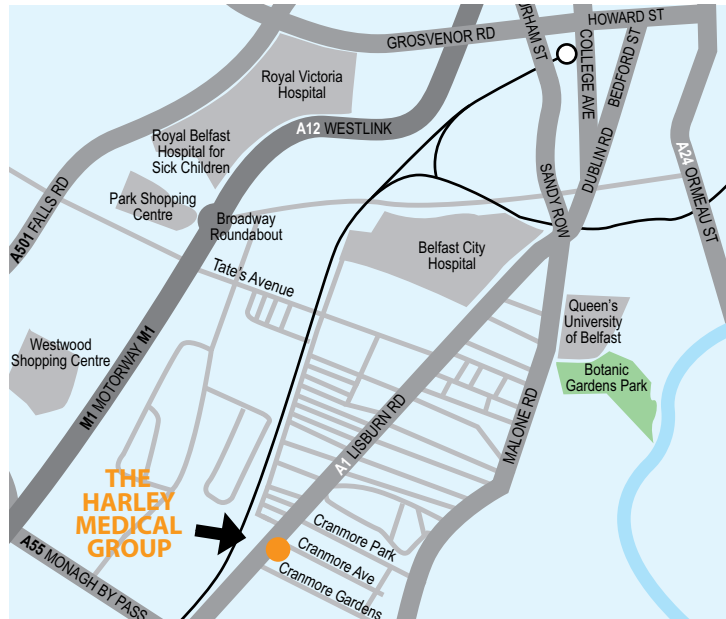 HOWARD ST
GROSVENOR RD
COLLEGE AVE
BEDFORD ST
Royal Victoria
Hospital
A12 WESTLINK
Royal Belfast
Hospital for
Sick Children
DUBLIN RD
SANDY ROW
A24 ORMEAU ST
A501 FALLS RD
Park Shopping
Centre
Broadway
Roundabout
Belfast City
Hospital
Tate's Avenue
Queen's
University
of Belfast
Westwood
Shopping Centre
M1 MOTORWAY M1
Botanic
Gardens Park
A1 LISBURN RD
MALONE RD
THE
HARLEY
MEDICAL
GROUP
Cranmore Park
Cranmore Ave
Cranmore Gardens
A55 MONAGH BY PASS